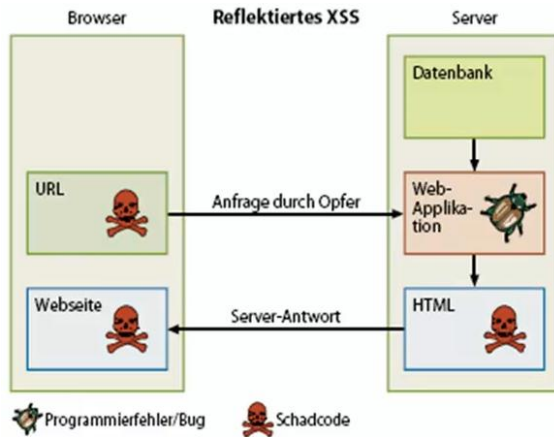 Browser
Reflektiertes XSS
Server
Datenbank
URL
Anfrage durch Opfer
Web-
Applika-
tion
Webseite
Server-Antwort
HTML
Programmierfehler/Bug
Schadcode